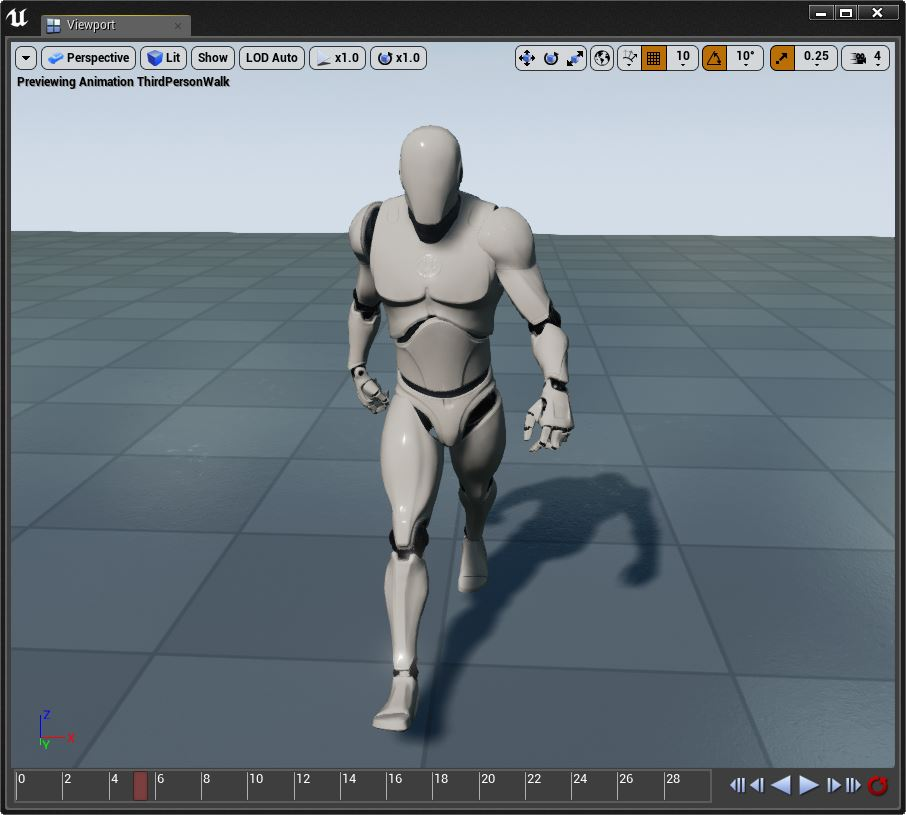 Viewport
Perspective Lit Show LOD Auto x1.0 x1.0 10 10° 0.25 4
Previewing Animation ThirdPersonWalk
Z
X
Y
0 2 4 6 8 10 12 14 16 18 20 22 24 26 28